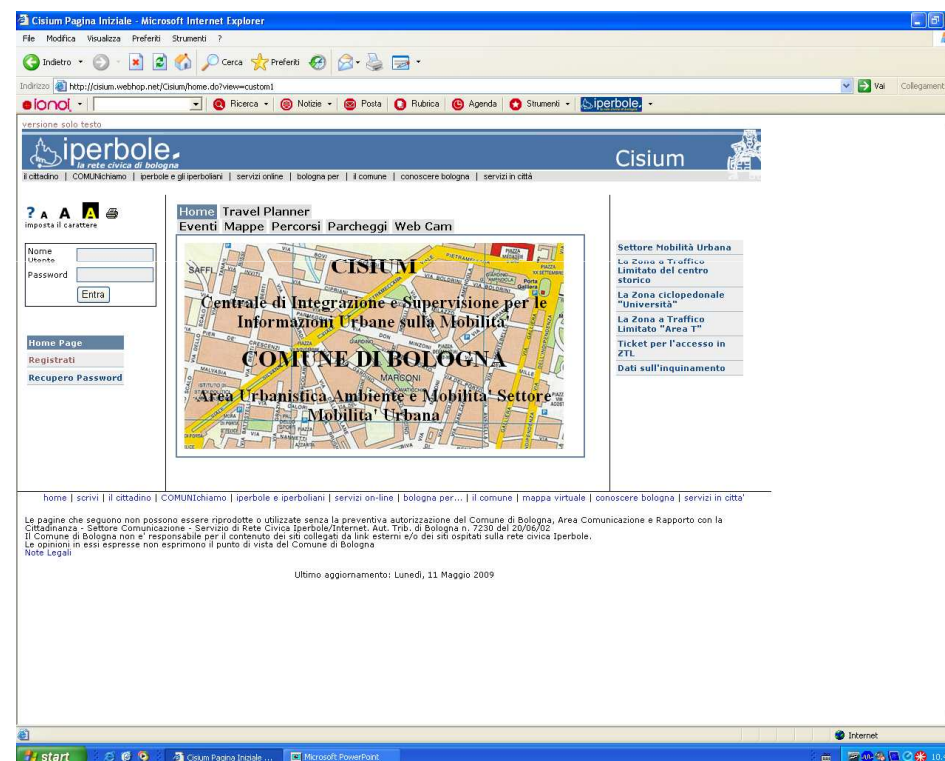 Cisium Pagina Iniziale - Microsoft Internet Explorer
File Modifica Visualizza Preferiti Strumenti ?
Indietro Cerca Preferiti
Indirizzo http://cisium.webhop.net/Cisium/home.do?view=custom1 Vai Collegament
Ricerca Notizie Posta Rubrica Agenda Strumenti iperbole
versione solo testo
iperbole
la rete civica di bologna
Cisium
il cittadino | COMUNIchiamo | iperbole e gli iperboliani | servizi online | bologna per | il comune | conoscere bologna | servizi in città
? A A A
imposta il carattere
Nome
Utente
Password
Entra
Home Page
Registrati
Recupero Password
Home Travel Planner
Eventi Mappe Percorsi Parcheggi Web Cam
CISIUM
Centrale di Integrazione e Supervisione per le
Informazioni Urbane sulla Mobilita'
COMUNE DI BOLOGNA
Area Urbanistica Ambiente e Mobilita' Settore
Mobilita' Urbana
Settore Mobilità Urbana
La Zona a Traffico
Limitato del centro
storico
La Zona ciclopedonale
"Università"
La Zona a Traffico
Limitato "Area T"
Ticket per l'accesso in
ZTL
Dati sull'inquinamento
home | scrivi | il cittadino | COMUNIchiamo | iperbole e iperboliani | servizi on-line | bologna per... | il comune | mappa virtuale | conoscere bologna | servizi in citta'
Le pagine che seguono non possono essere riprodotte o utilizzate senza la preventiva autorizzazione del Comune di Bologna, Area Comunicazione e Rapporto con la
Cittadinanza - Settore Comunicazione - Servizio di Rete Civica Iperbole/Internet. Aut. Trib. di Bologna n. 7230 del 20/06/02
Il Comune di Bologna non e' responsabile per il contenuto dei siti collegati da link esterni e/o dei siti ospitati sulla rete civica Iperbole.
Le opinioni in essi espresse non esprimono il punto di vista del Comune di Bologna
Note Legali
Ultimo aggiornamento: Lunedì, 11 Maggio 2009
Internet
start Cisium Pagina Iniziale ... Microsoft PowerPoint